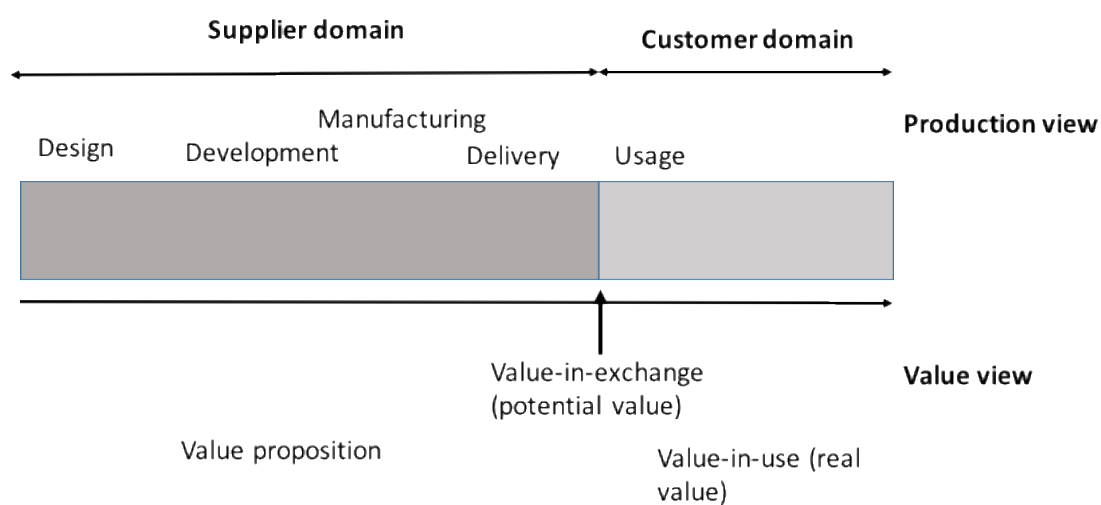 Supplier domain
Customer domain
Production view
Manufacturing
Design
Development
Delivery
Usage
Value-in-exchange
(potential value)
Value view
Value proposition
Value-in-use (real
value)